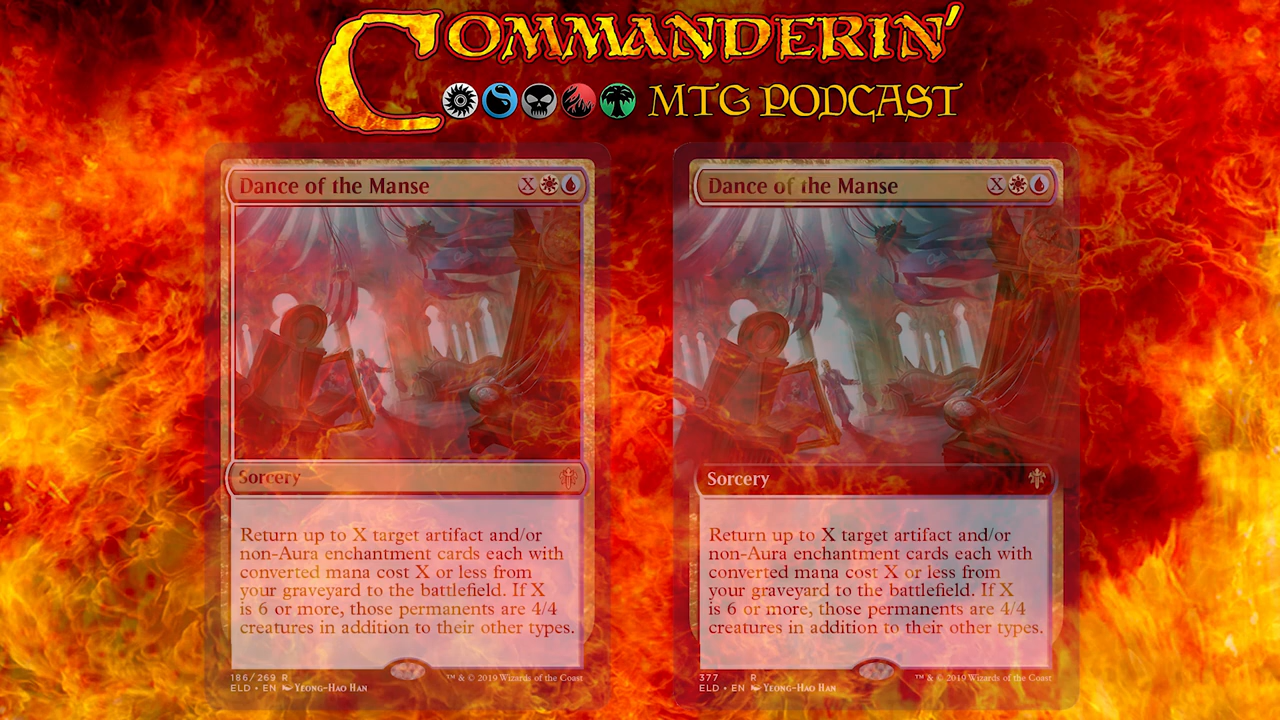 COMMANDERIN'
MTG PODCAST
Dance of the Manse X
Sorcery
Return up to X target artifact and/or
non-Aura enchantment cards each with
converted mana cost X or less from
your graveyard to the battlefield. If X
is 6 or more, those permanents are 4/4
creatures in addition to their other types.
186/269 R
ELD • EN Yeong-Hao Han
™ & © 2019 Wizards of the Coast
Dance of the Manse X
Sorcery
Return up to X target artifact and/or
non-Aura enchantment cards each with
converted mana cost X or less from
your graveyard to the battlefield. If X
is 6 or more, those permanents are 4/4
creatures in addition to their other types.
377 R
ELD • EN Yeong-Hao Han
™ & © 2019 Wizards of the Coast